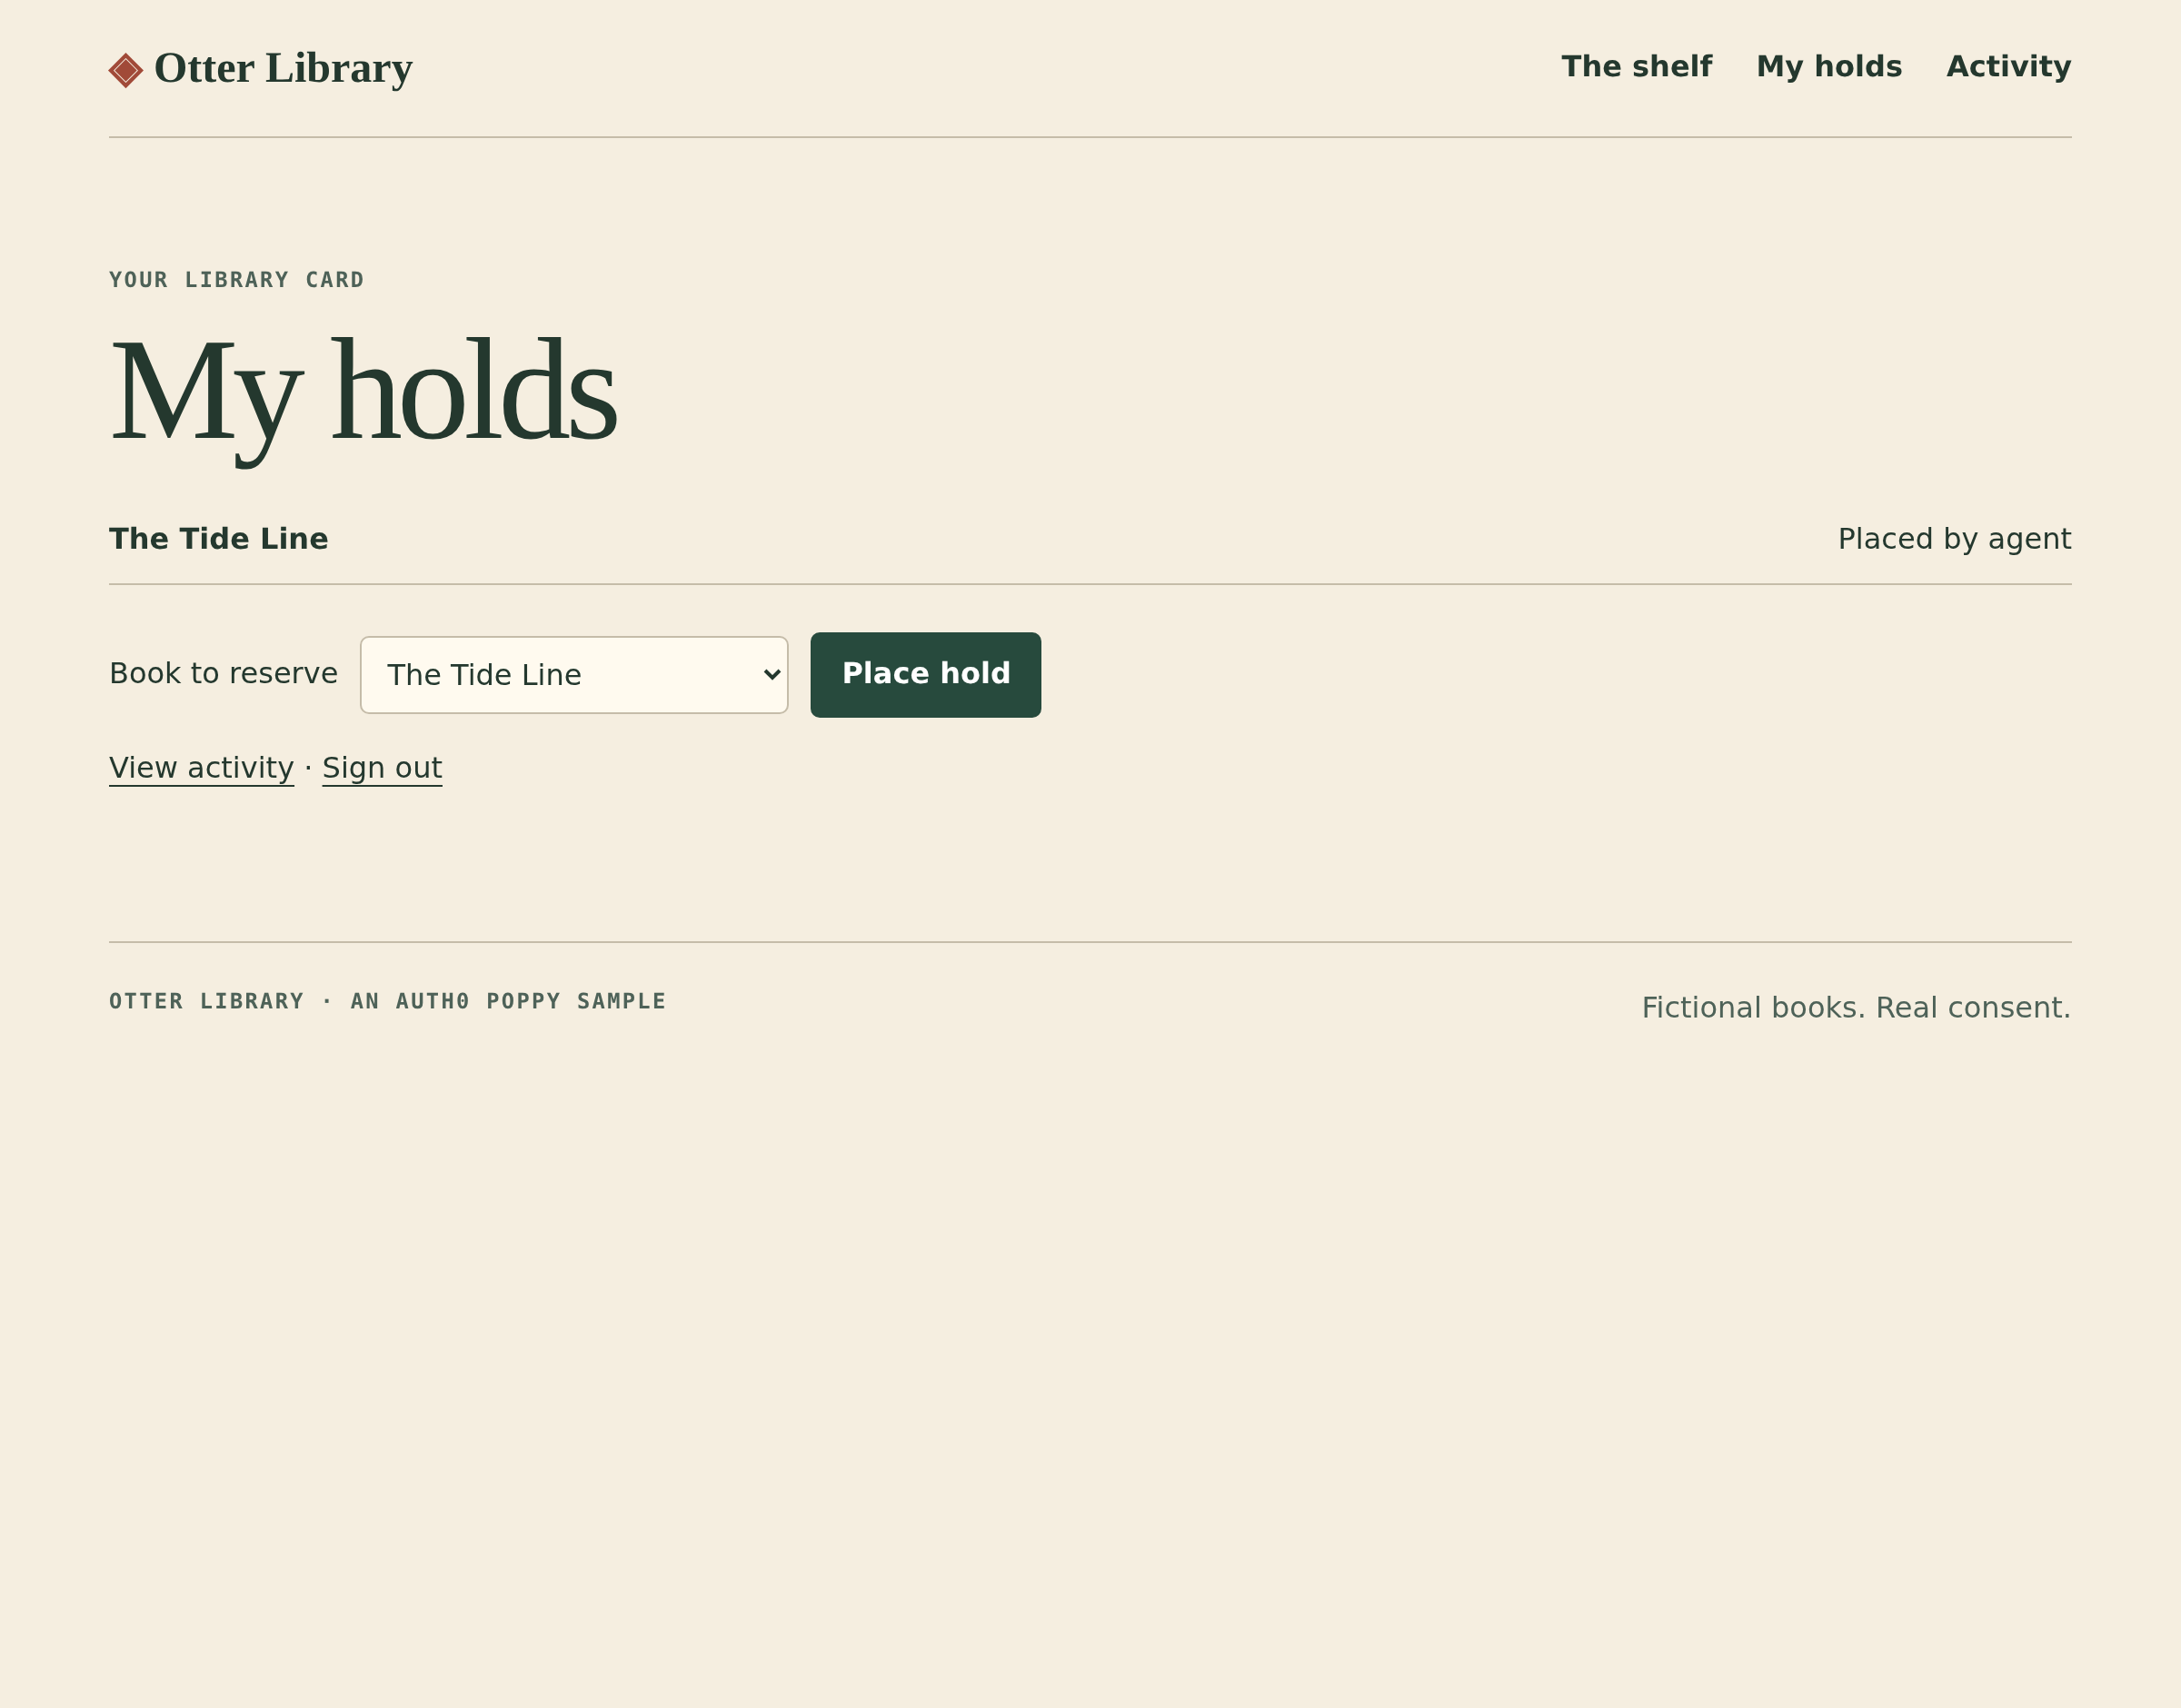 Otter Library
The shelf My holds Activity
YOUR LIBRARY CARD
My holds
The Tide Line Placed by agent
Book to reserve The Tide Line Place hold
View activity · Sign out
OTTER LIBRARY · AN AUTH0 POPPY SAMPLE
Fictional books. Real consent.